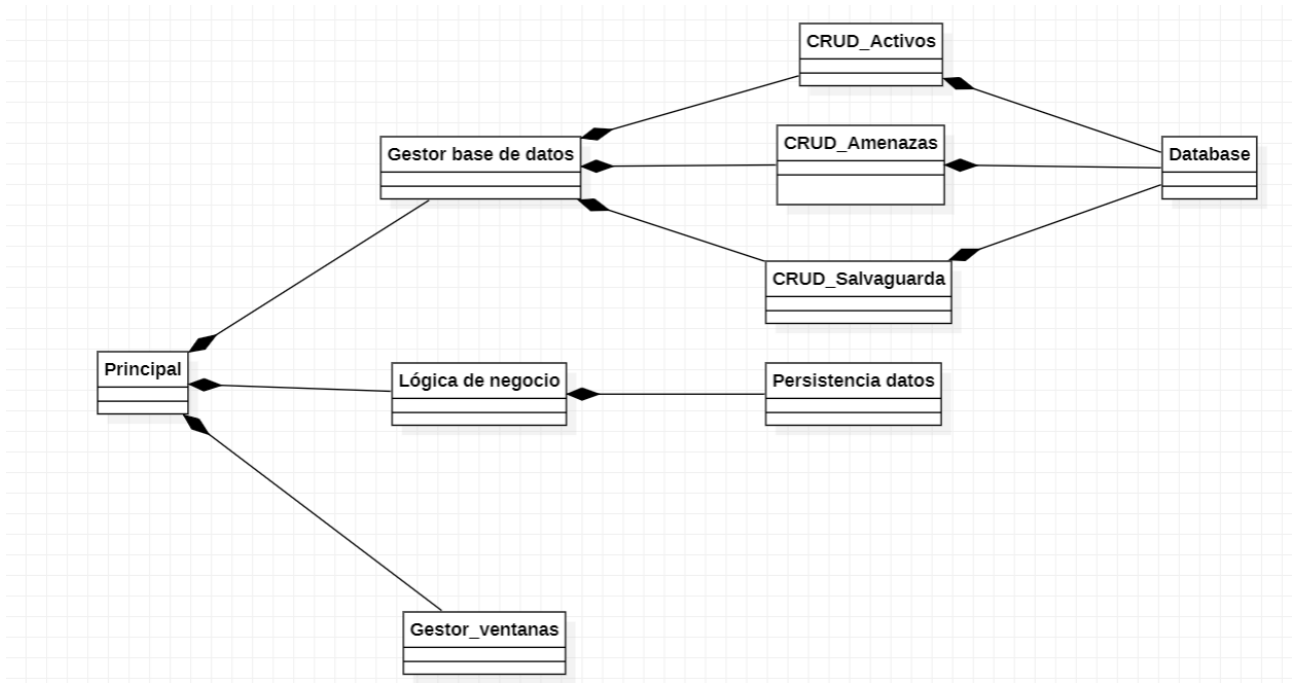 CRUD_Activos
CRUD_Amenazas
Gestor base de datos
Database
CRUD_Salvaguarda
Principal
Lógica de negocio
Persistencia datos
Gestor_ventanas